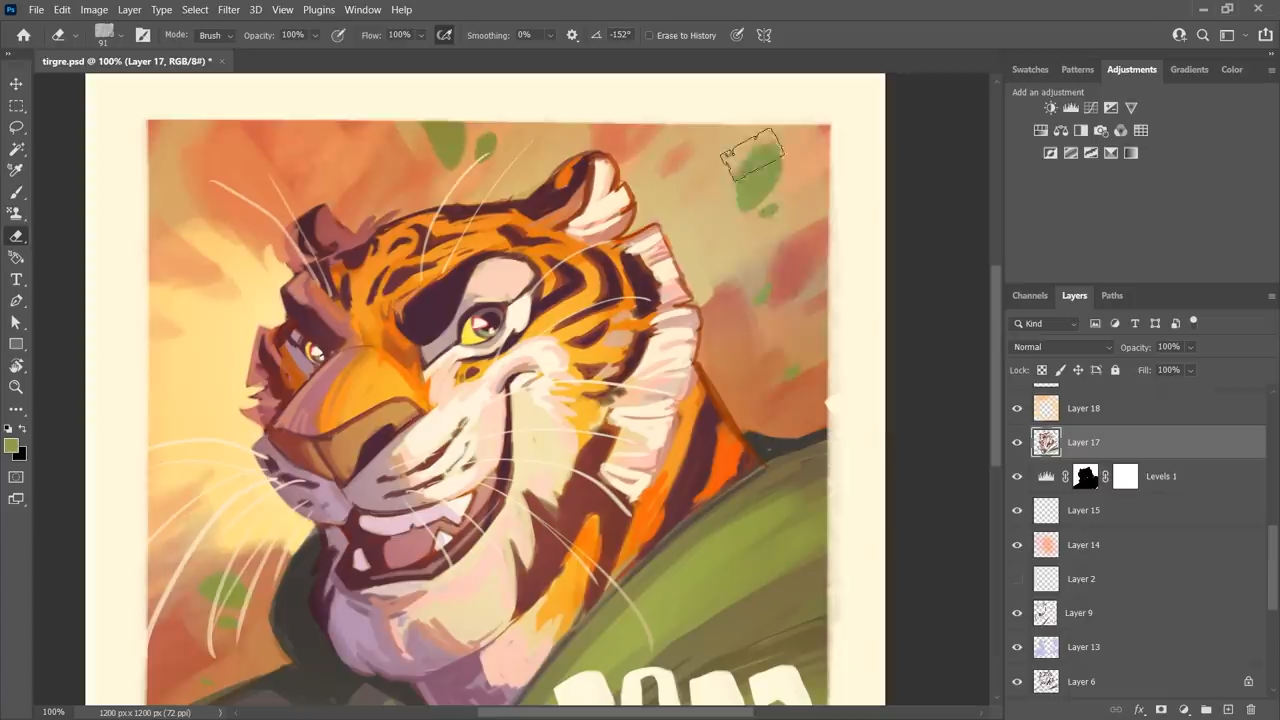 Ps File Edit Image Layer Type Select Filter 3D View Plugins Window Help
91 Mode: Brush Opacity: 100% Flow: 100% Smoothing: 0% -152° Erase to History
tirgre.psd @ 100% (Layer 17, RGB/8#) *
Swatches Patterns Adjustments Gradients Color
Add an adjustment
Channels Layers Paths
Kind
Normal Opacity: 100%
Lock: Fill: 100%
Layer 18
Layer 17
Levels 1
Layer 15
Layer 14
Layer 2
Layer 9
Layer 13
Layer 6
100% 1200 px x 1200 px (72 ppi)